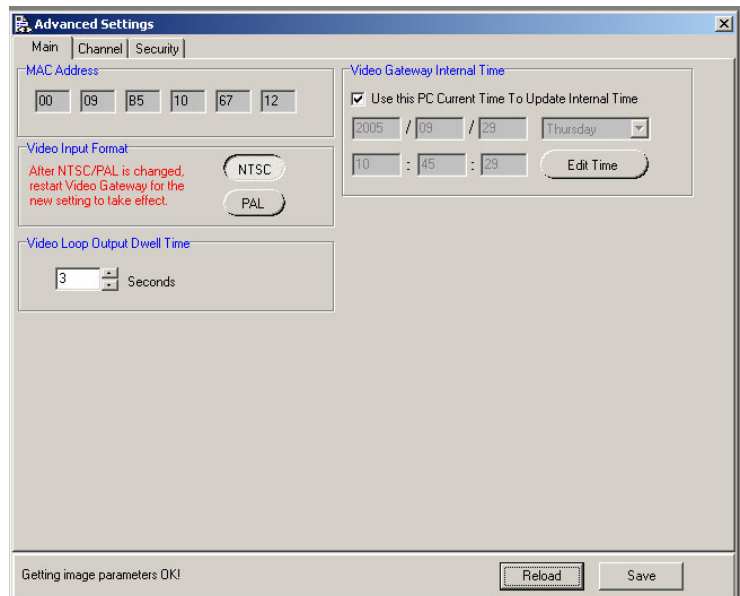 Advanced Settings
Main Channel Security
MAC Address
00 09 B5 10 67 12
Video Input Format
After NTSC/PAL is changed,
restart Video Gateway for the
new setting to take effect.
NTSC
PAL
Video Loop Output Dwell Time
3 Seconds
Video Gateway Internal Time
Use this PC Current Time To Update Internal Time
2005 / 09 / 29 Thursday
10 : 45 : 29 Edit Time
Getting image parameters OK!
Reload Save